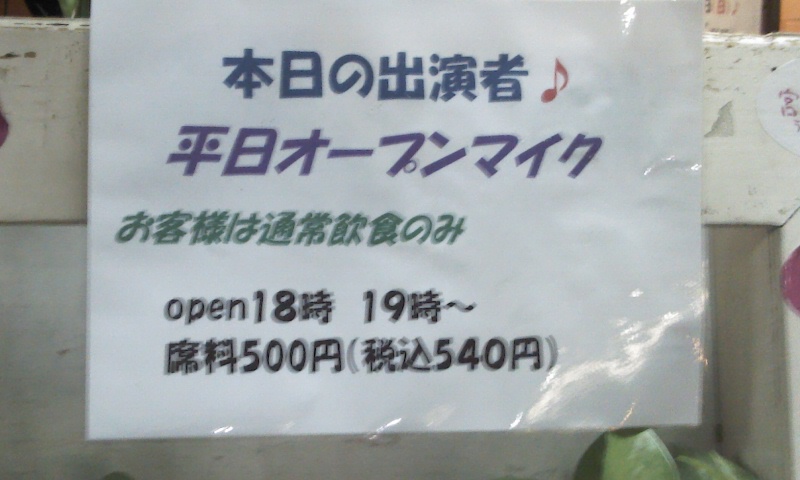 本日の出演者♪
平日オープンマイク
お客様は通常飲食のみ
open18時 19時～
席料500円(税込540円)